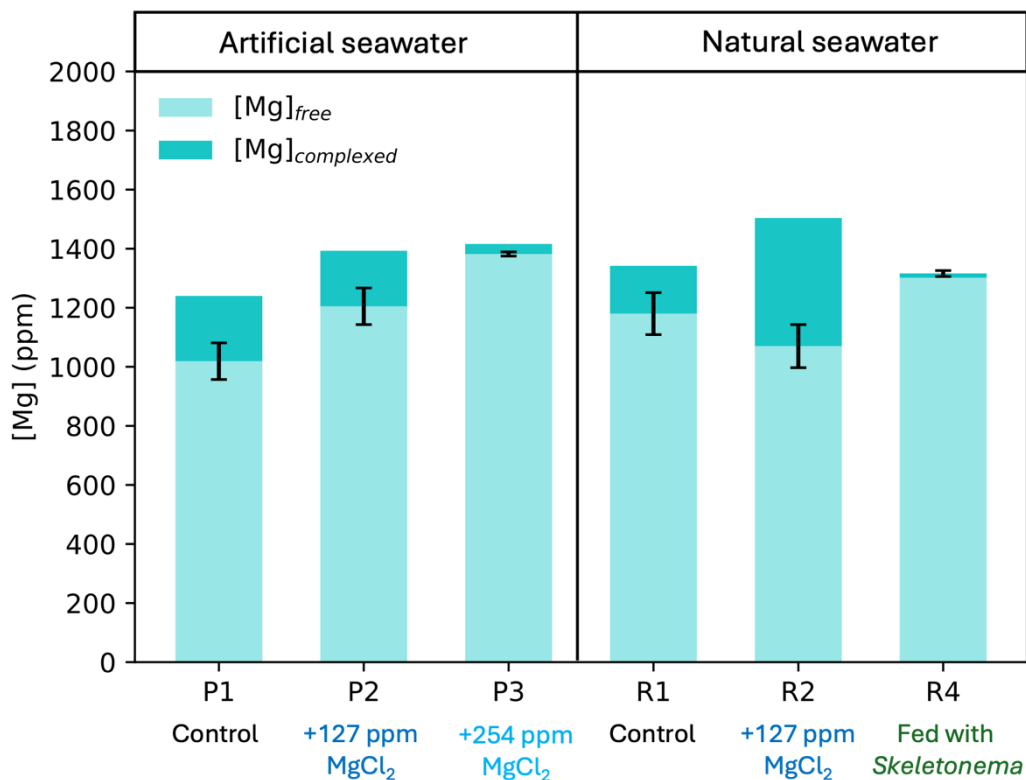 Artificial seawater
Natural seawater
[Mg]free
[Mg]complexed
[Mg] (ppm)
2000
1800
1600
1400
1200
1000
800
600
400
200
0
P1
P2
P3
R1
R2
R4
Control
+127 ppm
MgCl₂
+254 ppm
MgCl₂
Control
+127 ppm
MgCl₂
Fed with
Skeletonema